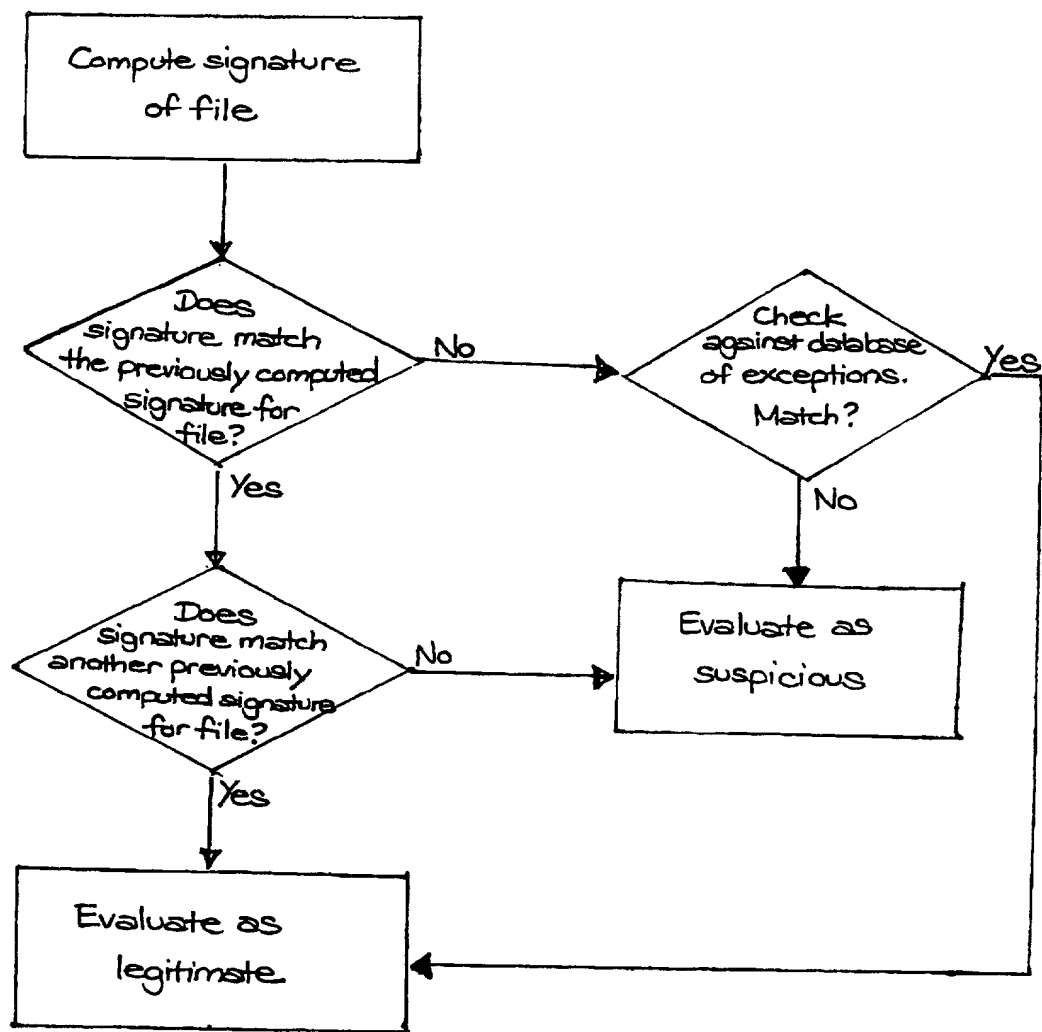 Compute signature
of file
Does
signature match
the previously computed
signature for
file?
No
Check
against database
of exceptions.
Match?
Yes
Yes
No
Does
signature match
another previously
computed signature
for file?
No
Evaluate as
suspicious
Yes
Evaluate as
legitimate